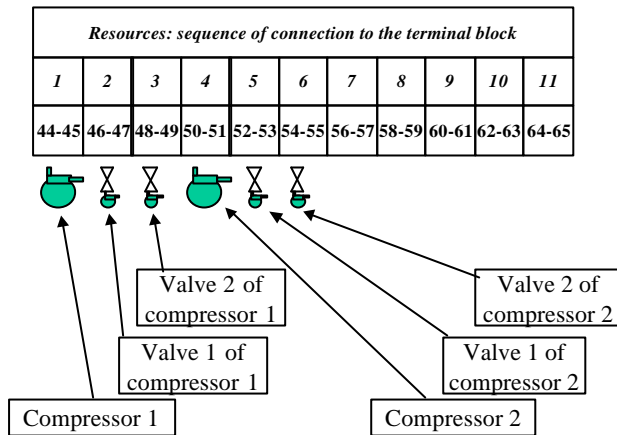 Resources: sequence of connection to the terminal block
1 2 3 4 5 6 7 8 9 10 11
44-45 46-47 48-49 50-51 52-53 54-55 56-57 58-59 60-61 62-63 64-65
Valve 2 of
compressor 1
Valve 2 of
compressor 2
Valve 1 of
compressor 1
Valve 1 of
compressor 2
Compressor 1
Compressor 2